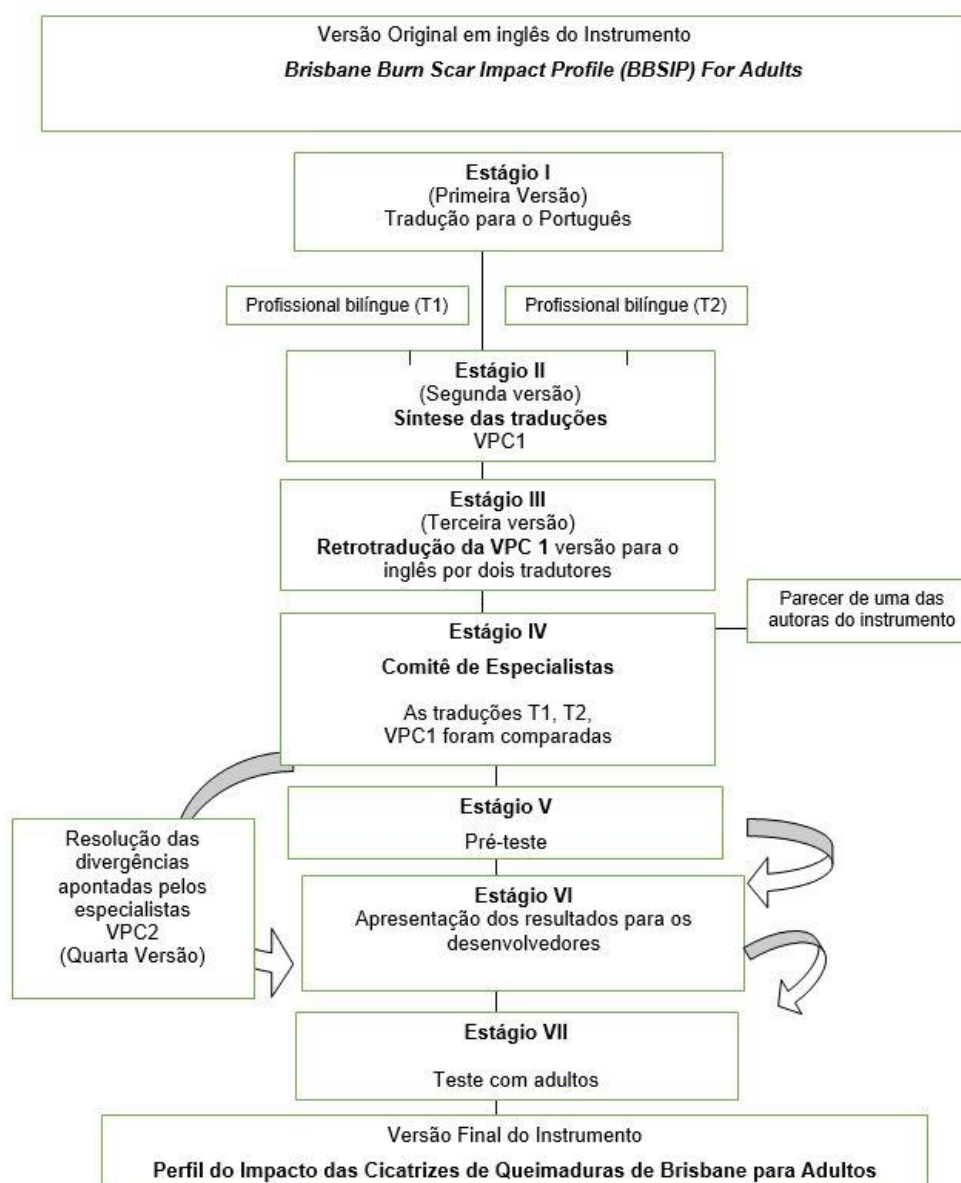 Versão Original em inglês do Instrumento
Brisbane Burn Scar Impact Profile (BBSIP) For Adults
Estágio I
(Primeira Versão)
Tradução para o Português
Profissional bilíngue (T1)
Profissional bilíngue (T2)
Estágio II
(Segunda versão)
Síntese das traduções
VPC1
Estágio III
(Terceira versão)
Retrotradução da VPC 1 versão para o
inglês por dois tradutores
Parecer de uma das
autoras do instrumento
Estágio IV
Comitê de Especialistas
As traduções T1, T2,
VPC1 foram comparadas
Estágio V
Pré-teste
Resolução das
divergências
apontadas pelos
especialistas
VPC2
(Quarta Versão)
Estágio VI
Apresentação dos resultados para os
desenvolvedores
Estágio VII
Teste com adultos
Versão Final do Instrumento
Perfil do Impacto das Cicatrizes de Queimaduras de Brisbane para Adultos